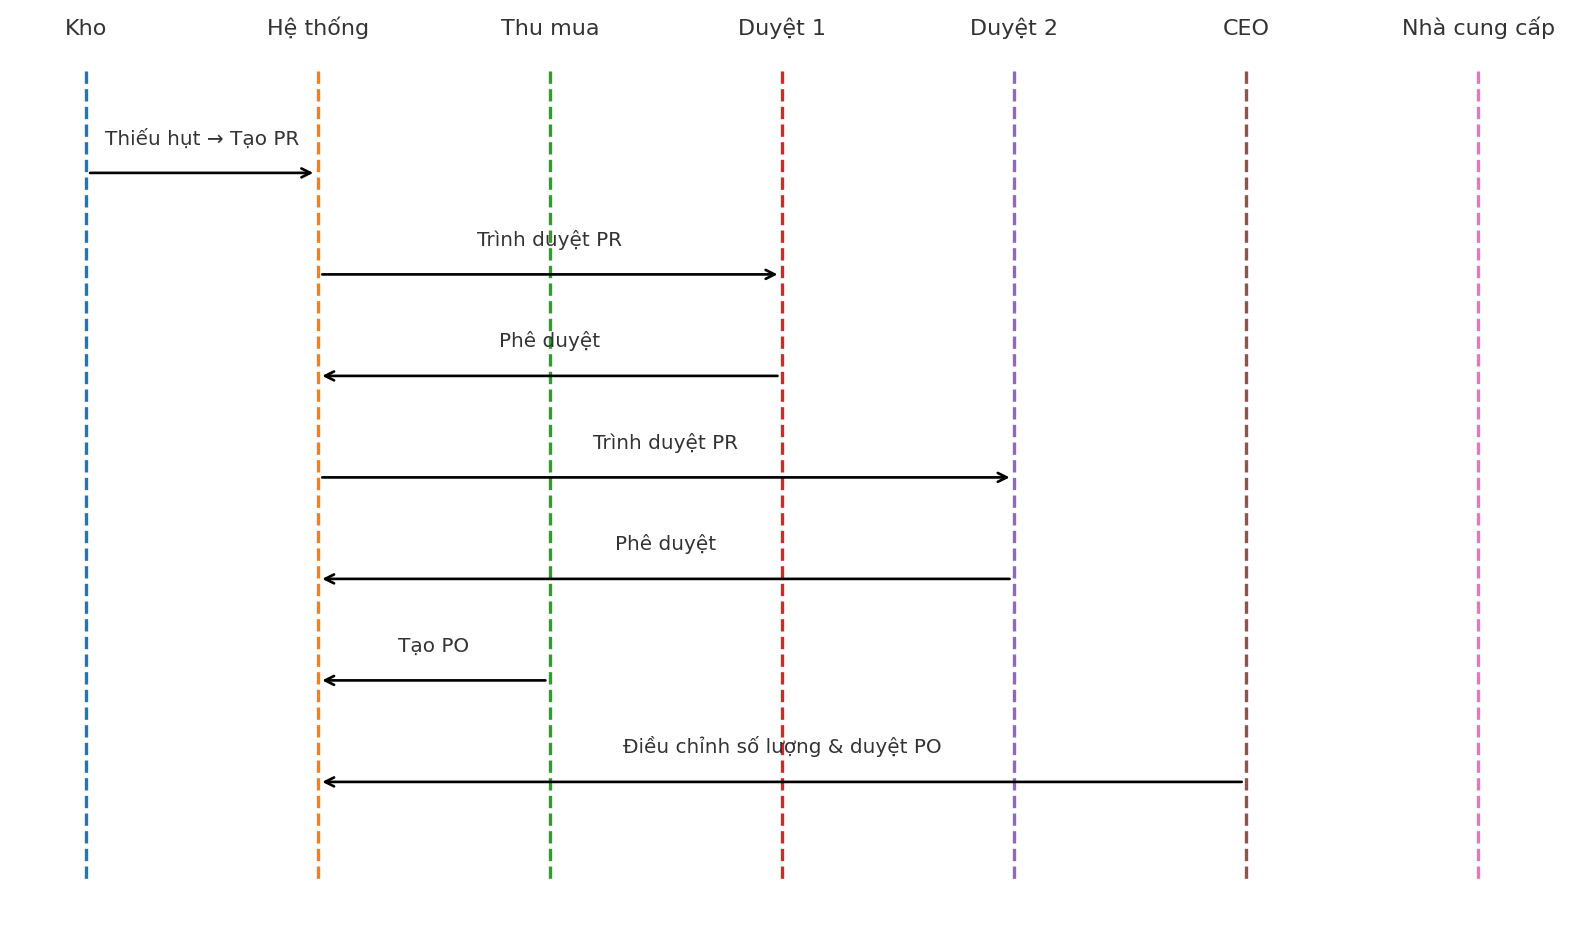 Kho
Hệ thống
Thu mua
Duyệt 1
Duyệt 2
CEO
Nhà cung cấp
Thiếu hụt → Tạo PR
Trình duyệt PR
Phê duyệt
Trình duyệt PR
Phê duyệt
Tạo PO
Điều chỉnh số lượng & duyệt PO